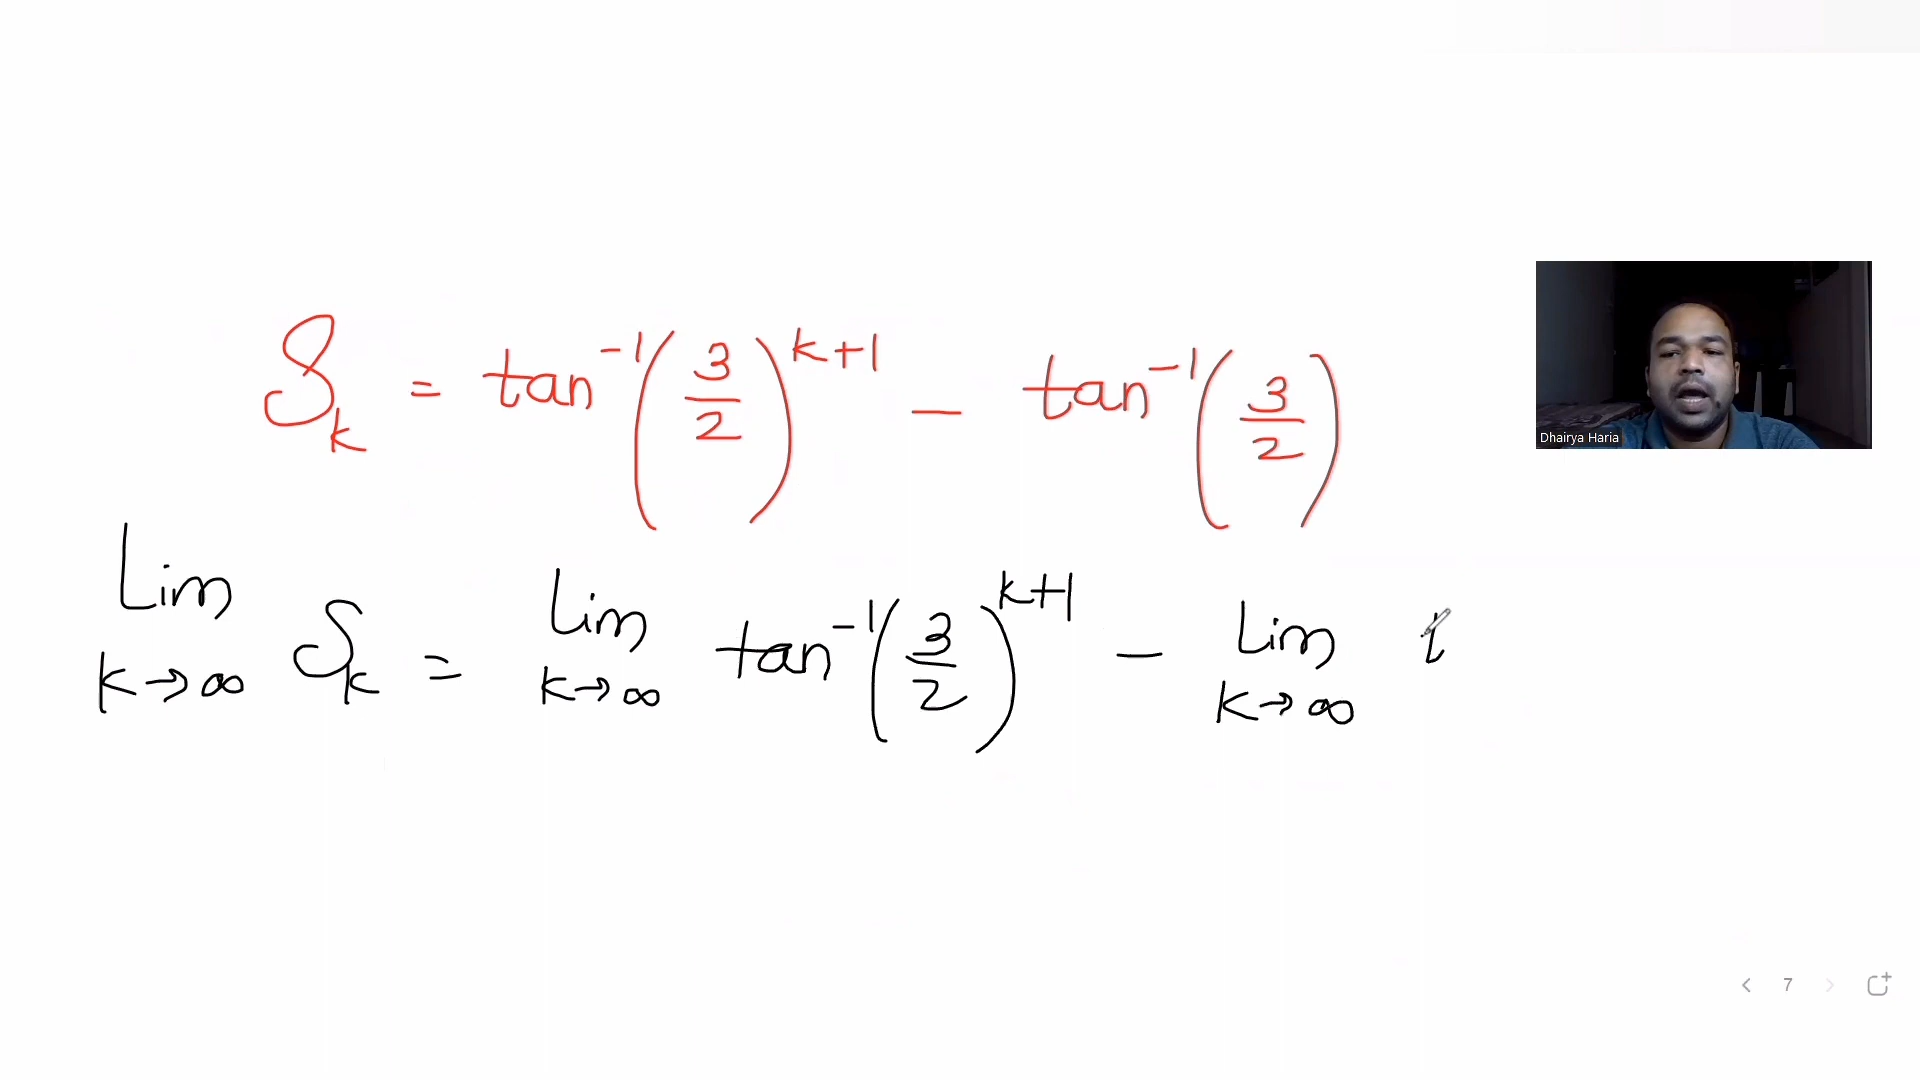 S_k = tan^{-1}(3/2)^{k+1} - tan^{-1}(3/2)
Dhairya Haria
Lim k→∞ S_k = Lim k→∞ tan^{-1}(3/2)^{k+1} - Lim k→∞ t
7